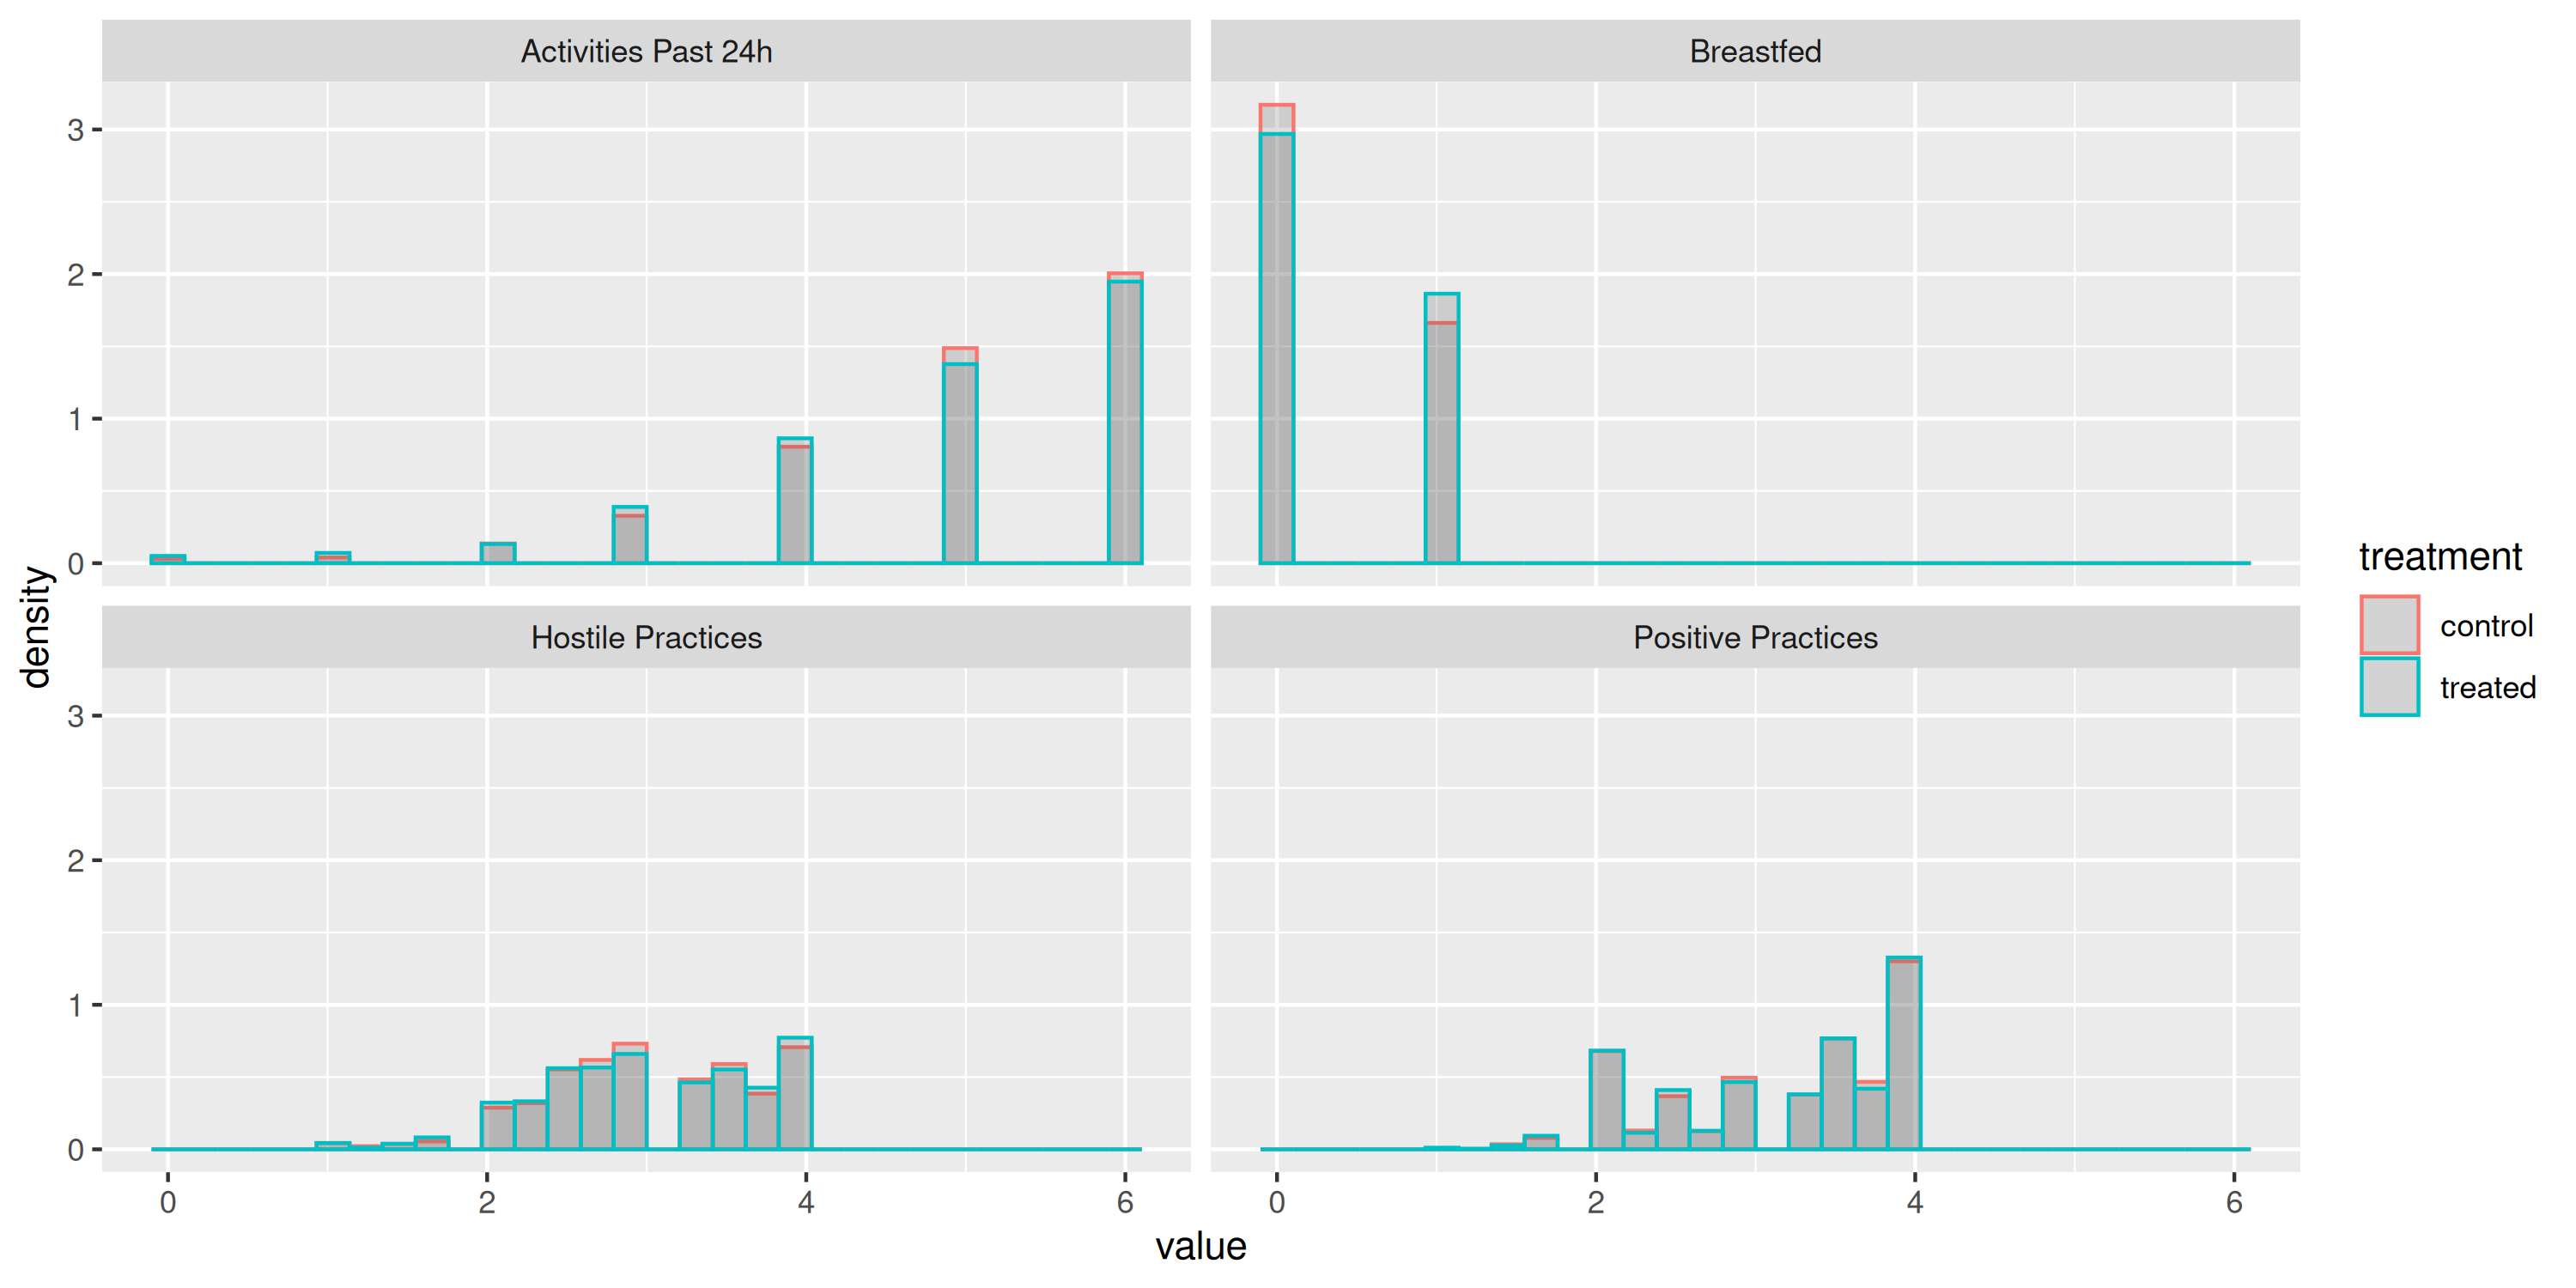 Activities Past 24h
Breastfed
3
2
1
0
Hostile Practices
Positive Practices
3
2
1
0
0 2 4 6
0 2 4 6
value
density
treatment
control
treated